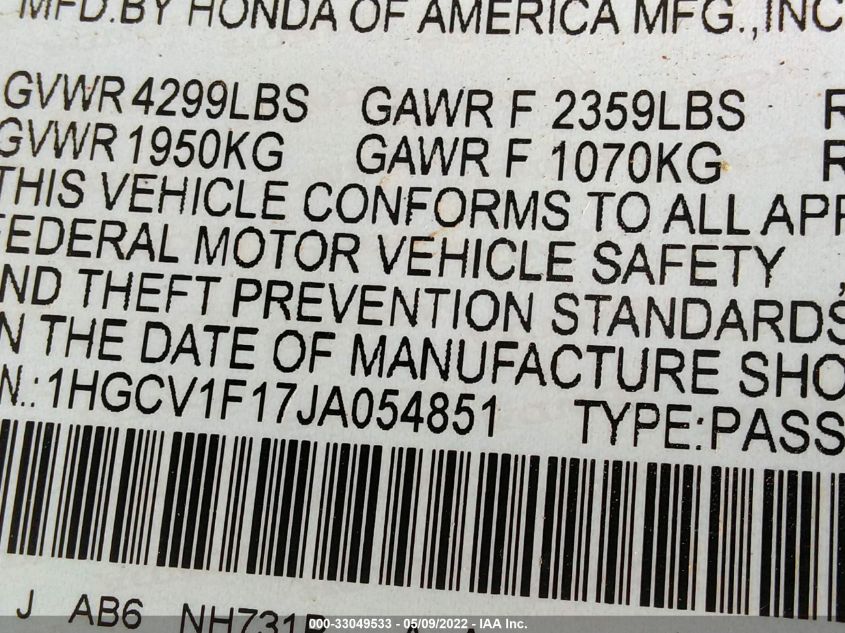 MFD.BY HONDA OF AMERICA MFG.,INC
GVWR 4299LBS GAWR F 2359LBS R
GVWR 1950KG GAWR F 1070KG R
THIS VEHICLE CONFORMS TO ALL APP
FEDERAL MOTOR VEHICLE SAFETY
ND THEFT PREVENTION STANDARDS
N THE DATE OF MANUFACTURE SHO
N.:1HGCV1F17JA054851 TYPE:PASS
J AB6 NH731P A A
000-33049533 - 05/09/2022 - IAA Inc.